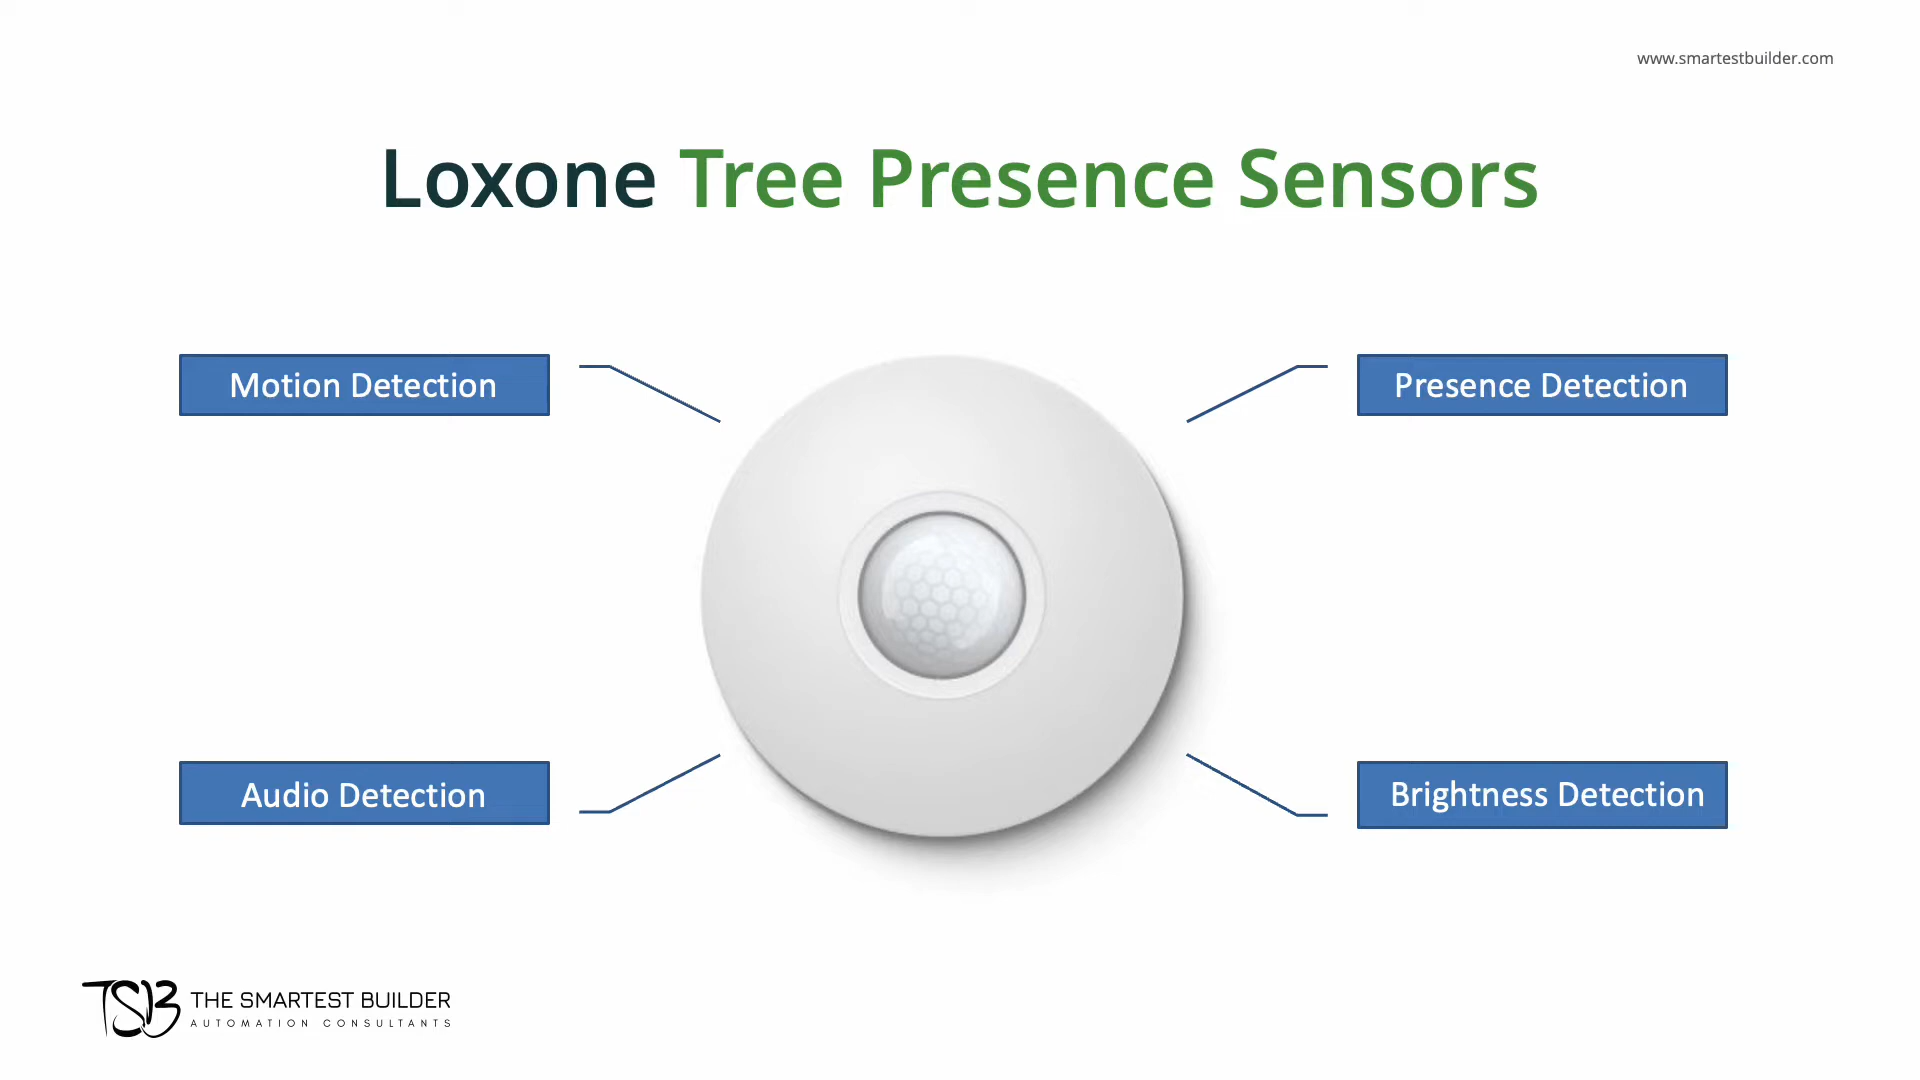 www.smartestbuilder.com
Loxone Tree Presence Sensors
Motion Detection
Presence Detection
Audio Detection
Brightness Detection
TSB THE SMARTEST BUILDER
AUTOMATION CONSULTANTS